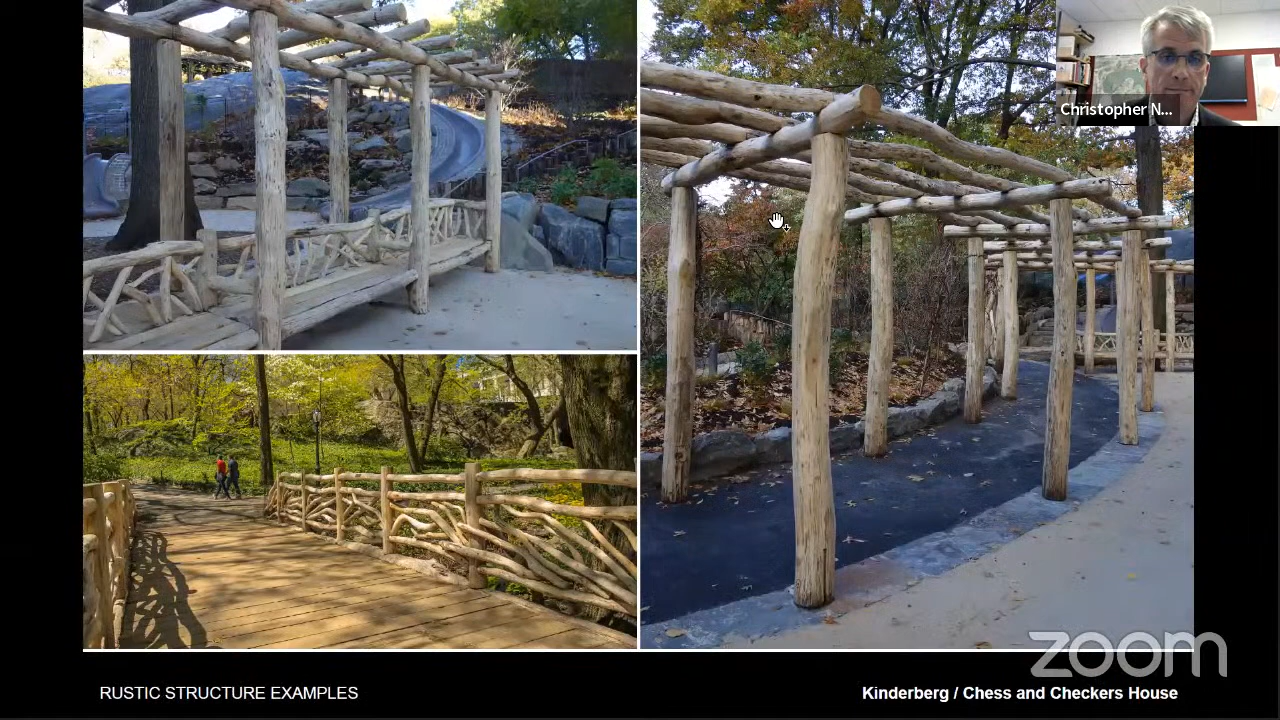 Christopher N...
zoom
RUSTIC STRUCTURE EXAMPLES
Kinderberg / Chess and Checkers House